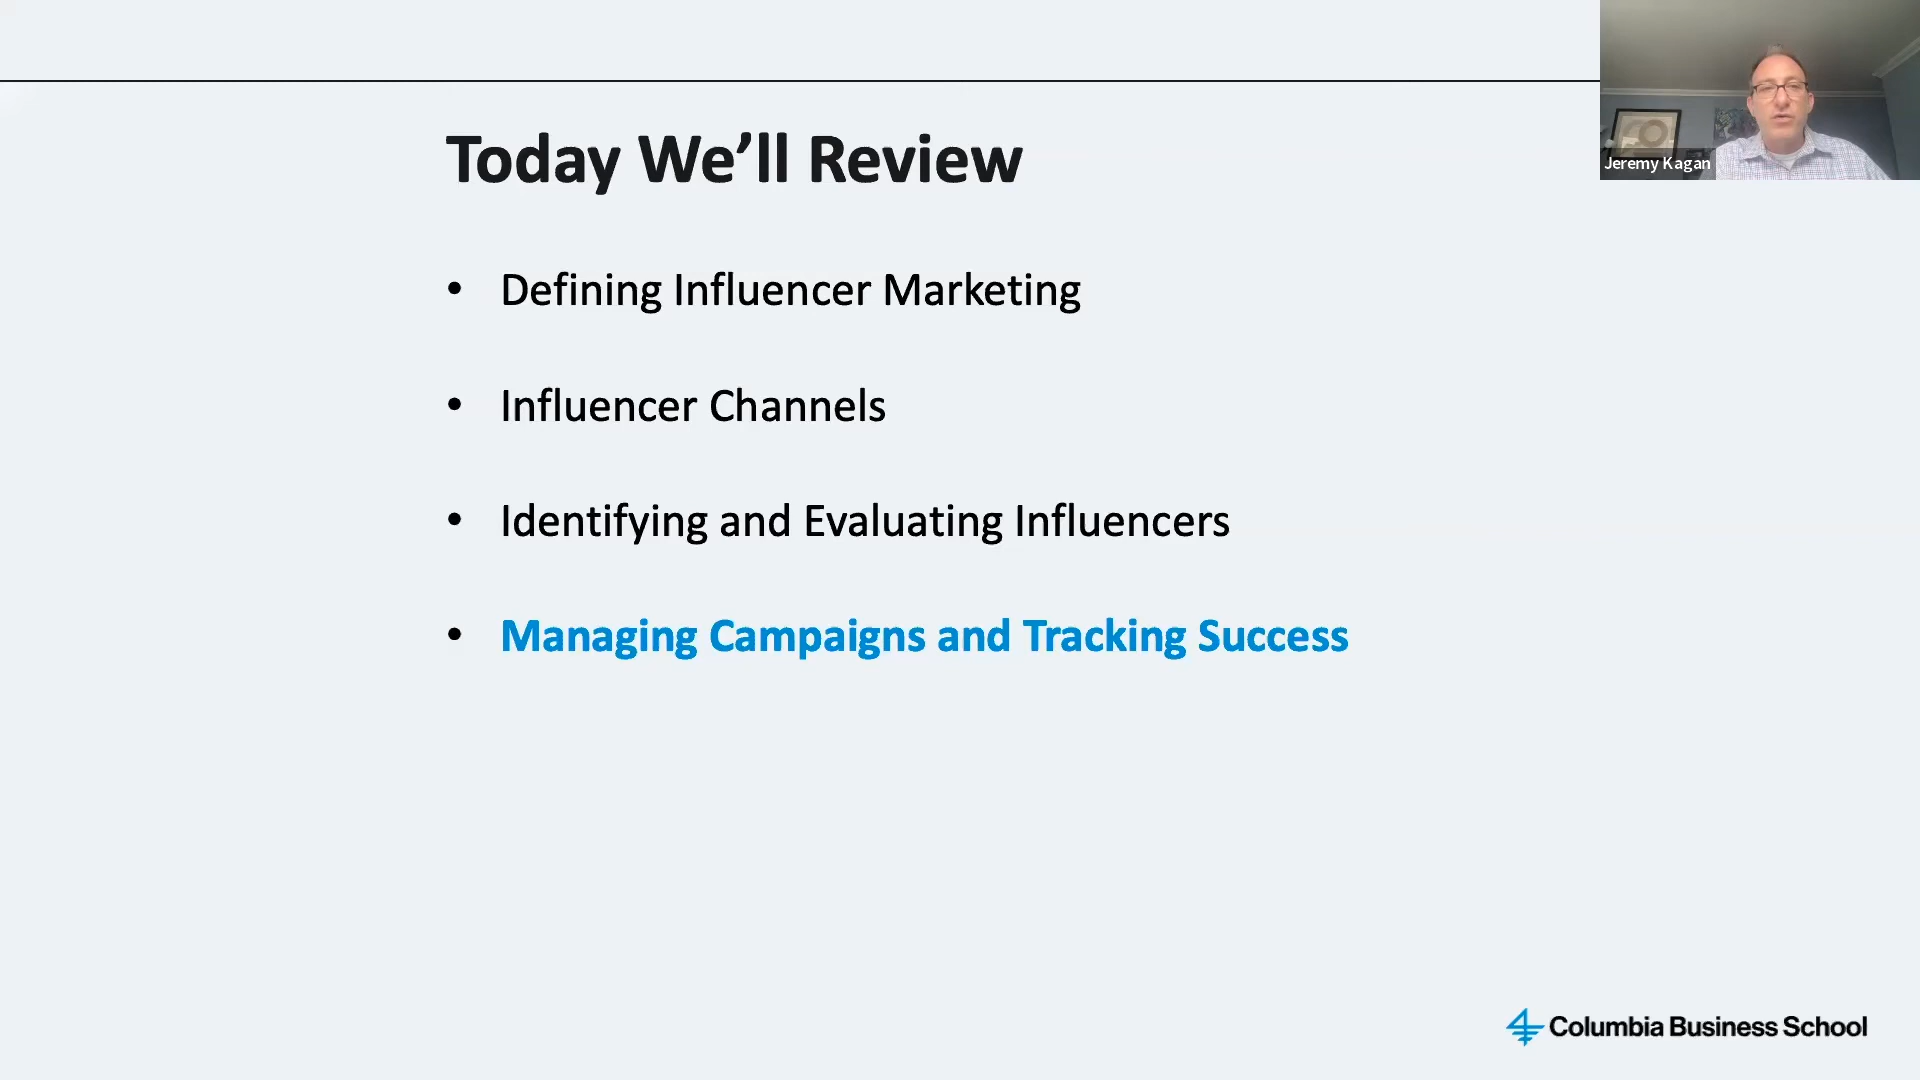 Today We’ll Review
• Defining Influencer Marketing
• Influencer Channels
• Identifying and Evaluating Influencers
• Managing Campaigns and Tracking Success
Jeremy Kagan
Columbia Business School